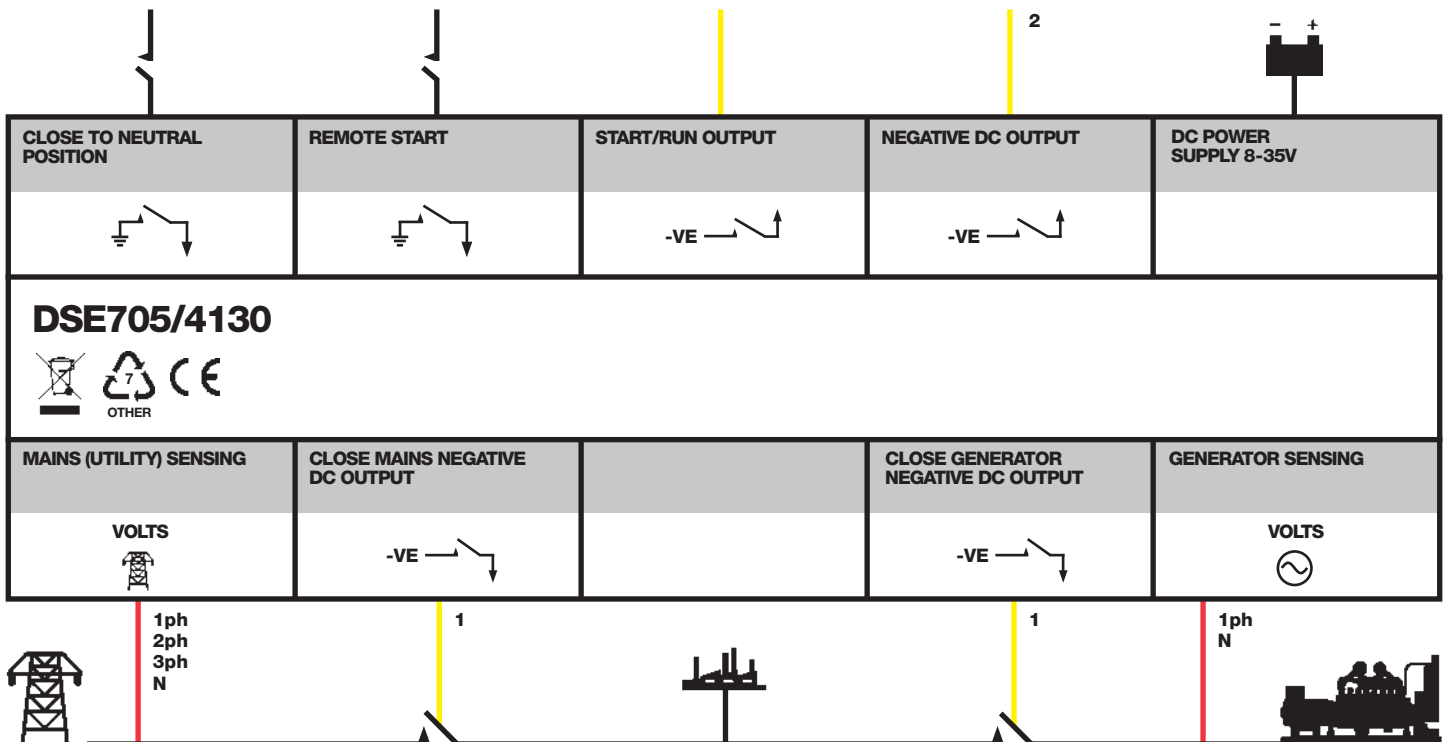 2
- +
CLOSE TO NEUTRAL
POSITION
REMOTE START
START/RUN OUTPUT
NEGATIVE DC OUTPUT
DC POWER
SUPPLY 8-35V
-VE
-VE
DSE705/4130
7
CE
OTHER
MAINS (UTILITY) SENSING
CLOSE MAINS NEGATIVE
DC OUTPUT
CLOSE GENERATOR
NEGATIVE DC OUTPUT
GENERATOR SENSING
VOLTS
-VE
-VE
VOLTS
1ph
2ph
3ph
N
1
1
1ph
N